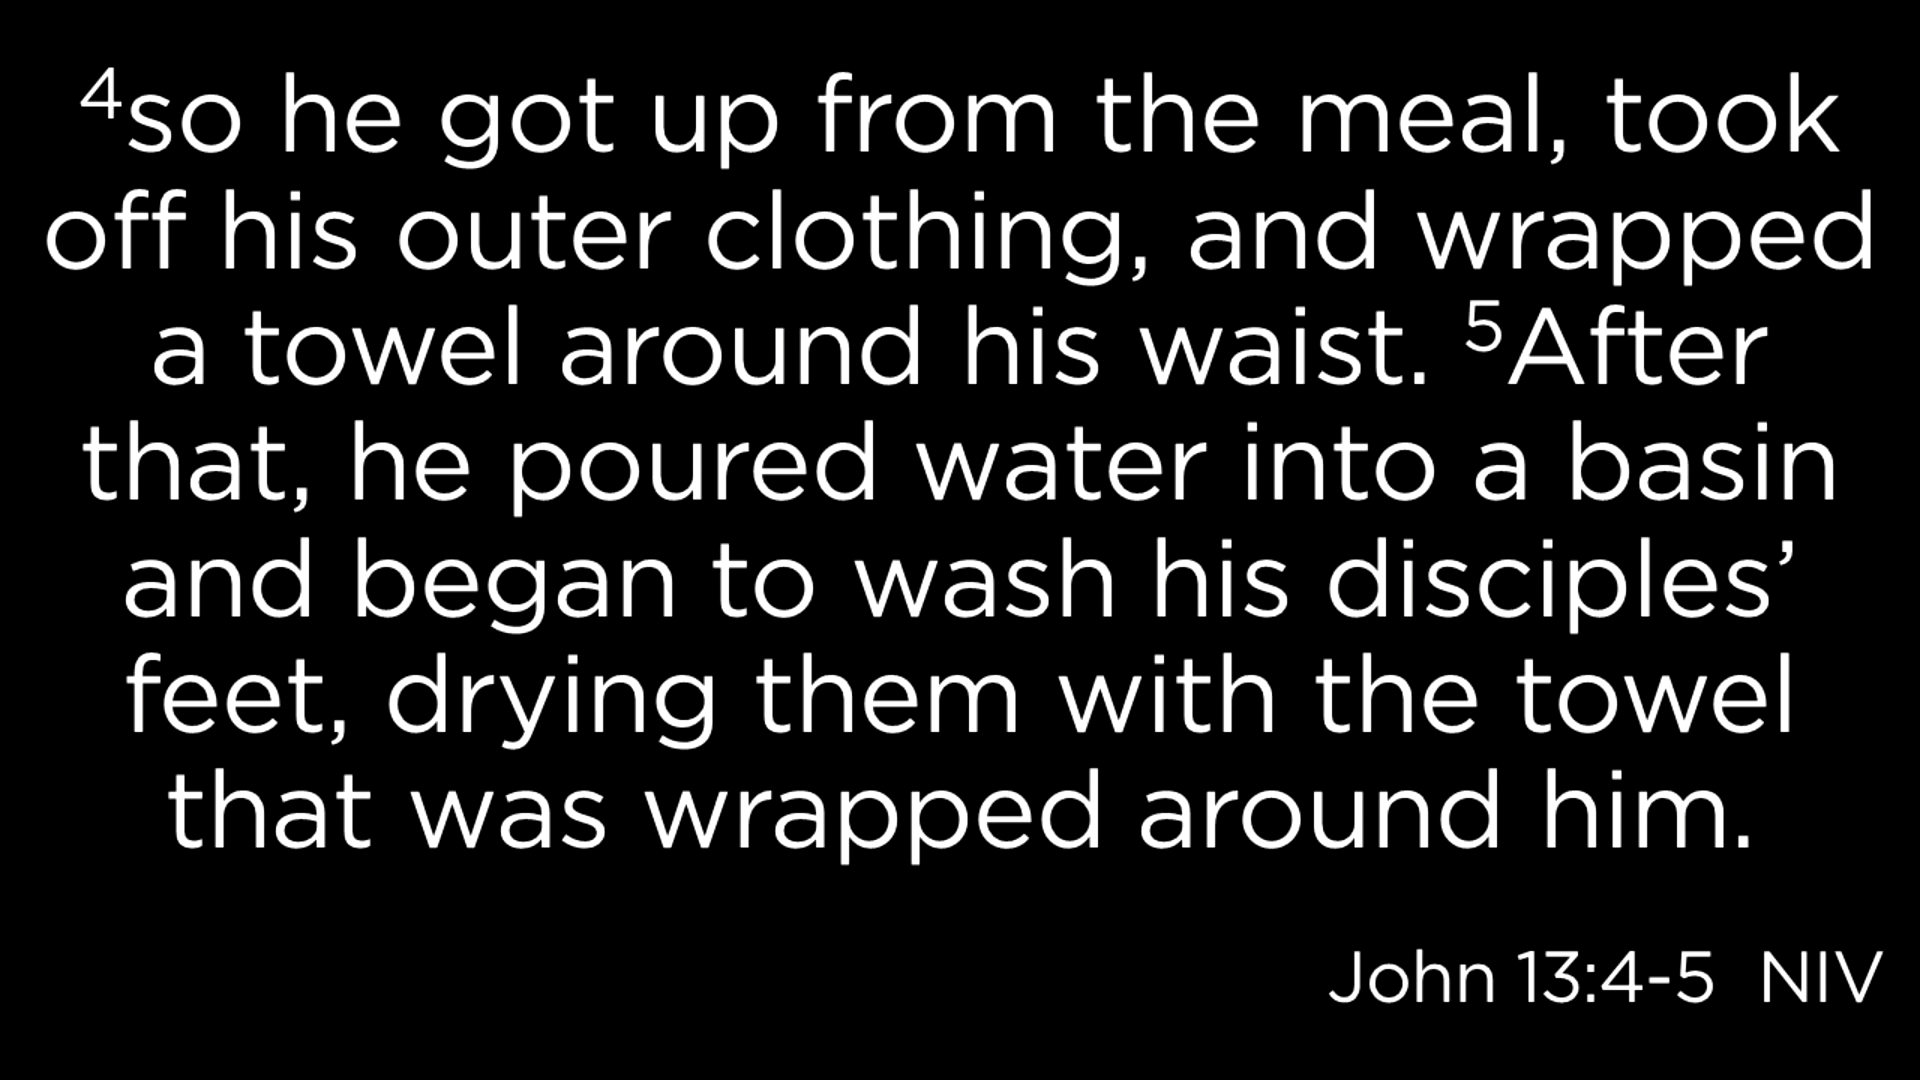 ⁴so he got up from the meal, took
off his outer clothing, and wrapped
a towel around his waist. ⁵After
that, he poured water into a basin
and began to wash his disciples’
feet, drying them with the towel
that was wrapped around him.
John 13:4-5 NIV